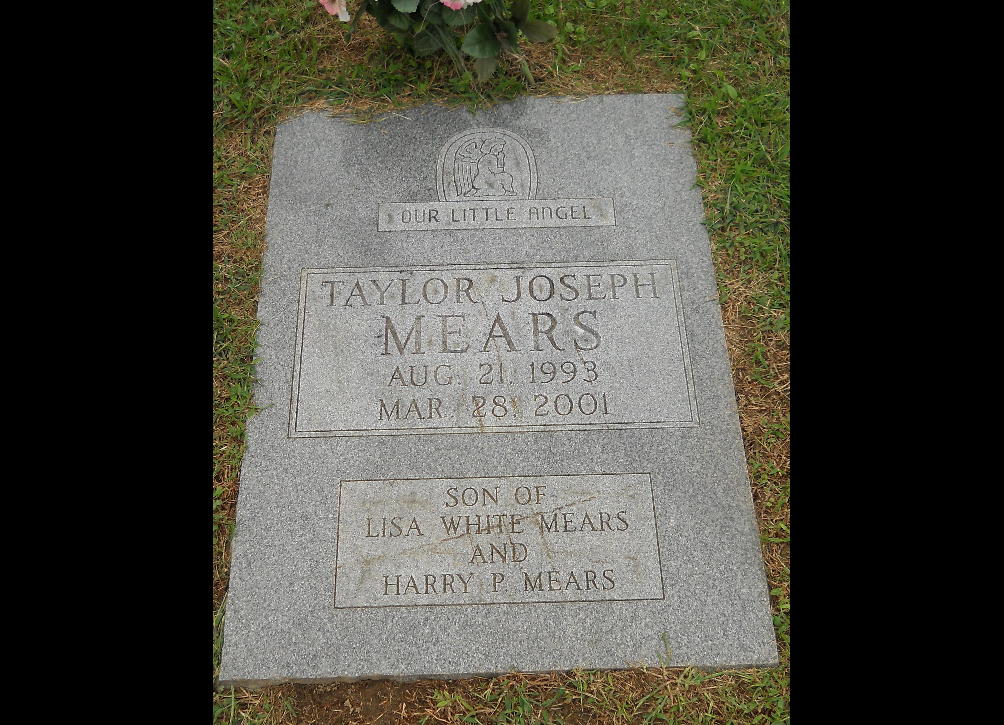 OUR LITTLE ANGEL
TAYLOR JOSEPH
MEARS
AUG. 21, 1993
MAR. 28, 2001
SON OF
LISA WHITE MEARS
AND
HARRY P. MEARS